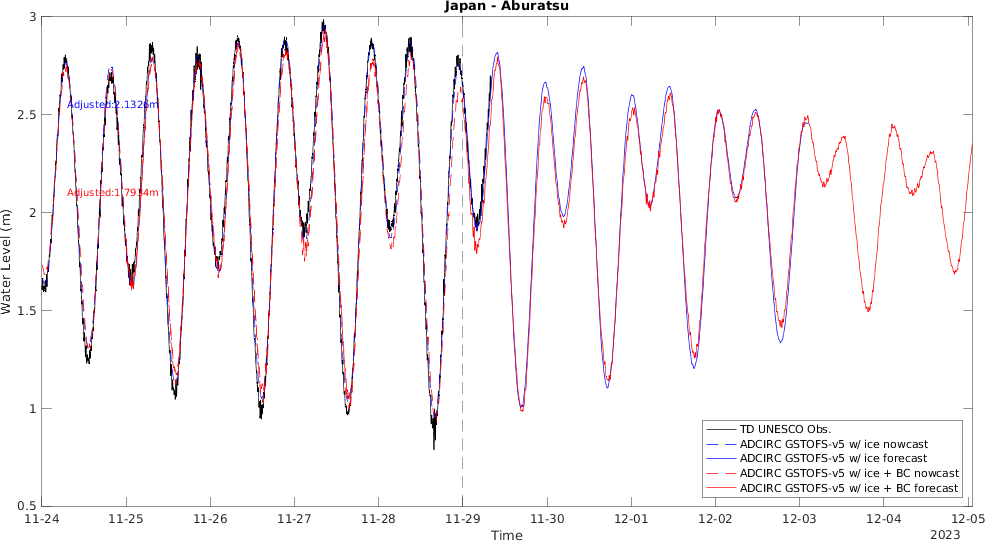 Japan - Aburatsu
3
2.5
2
1.5
1
0.5
Water Level (m)
Adjusted:2.1326m
Adjusted:1.7934m
TD UNESCO Obs.
ADCIRC GSTOFS-v5 w/ ice nowcast
ADCIRC GSTOFS-v5 w/ ice forecast
ADCIRC GSTOFS-v5 w/ ice + BC nowcast
ADCIRC GSTOFS-v5 w/ ice + BC forecast
11-24 11-25 11-26 11-27 11-28 11-29 11-30 12-01 12-02 12-03 12-04 12-05
Time
2023